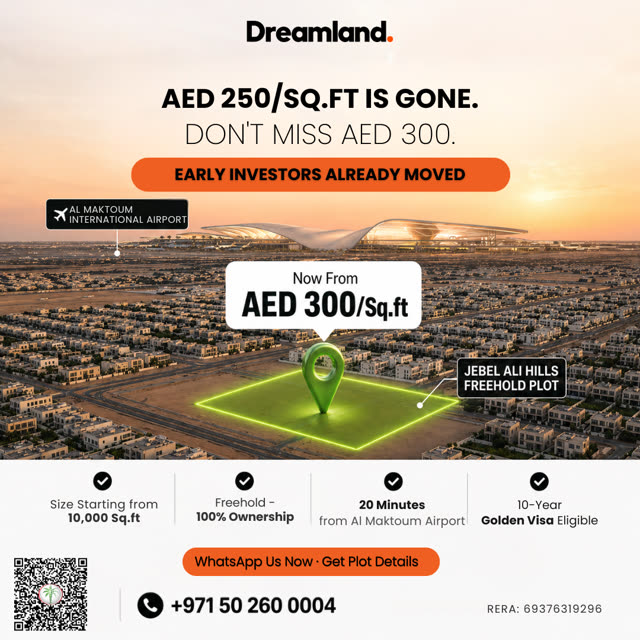 Dreamland.
AED 250/SQ.FT IS GONE.
DON'T MISS AED 300.
EARLY INVESTORS ALREADY MOVED
AL MAKTOUM
INTERNATIONAL AIRPORT
Now From
AED 300/Sq.ft
JEBEL ALI HILLS
FREEHOLD PLOT
Size Starting from
10,000 Sq.ft
Freehold -
100% Ownership
20 Minutes
from Al Maktoum Airport
10-Year
Golden Visa Eligible
WhatsApp Us Now · Get Plot Details
+971 50 260 0004
RERA: 69376319296